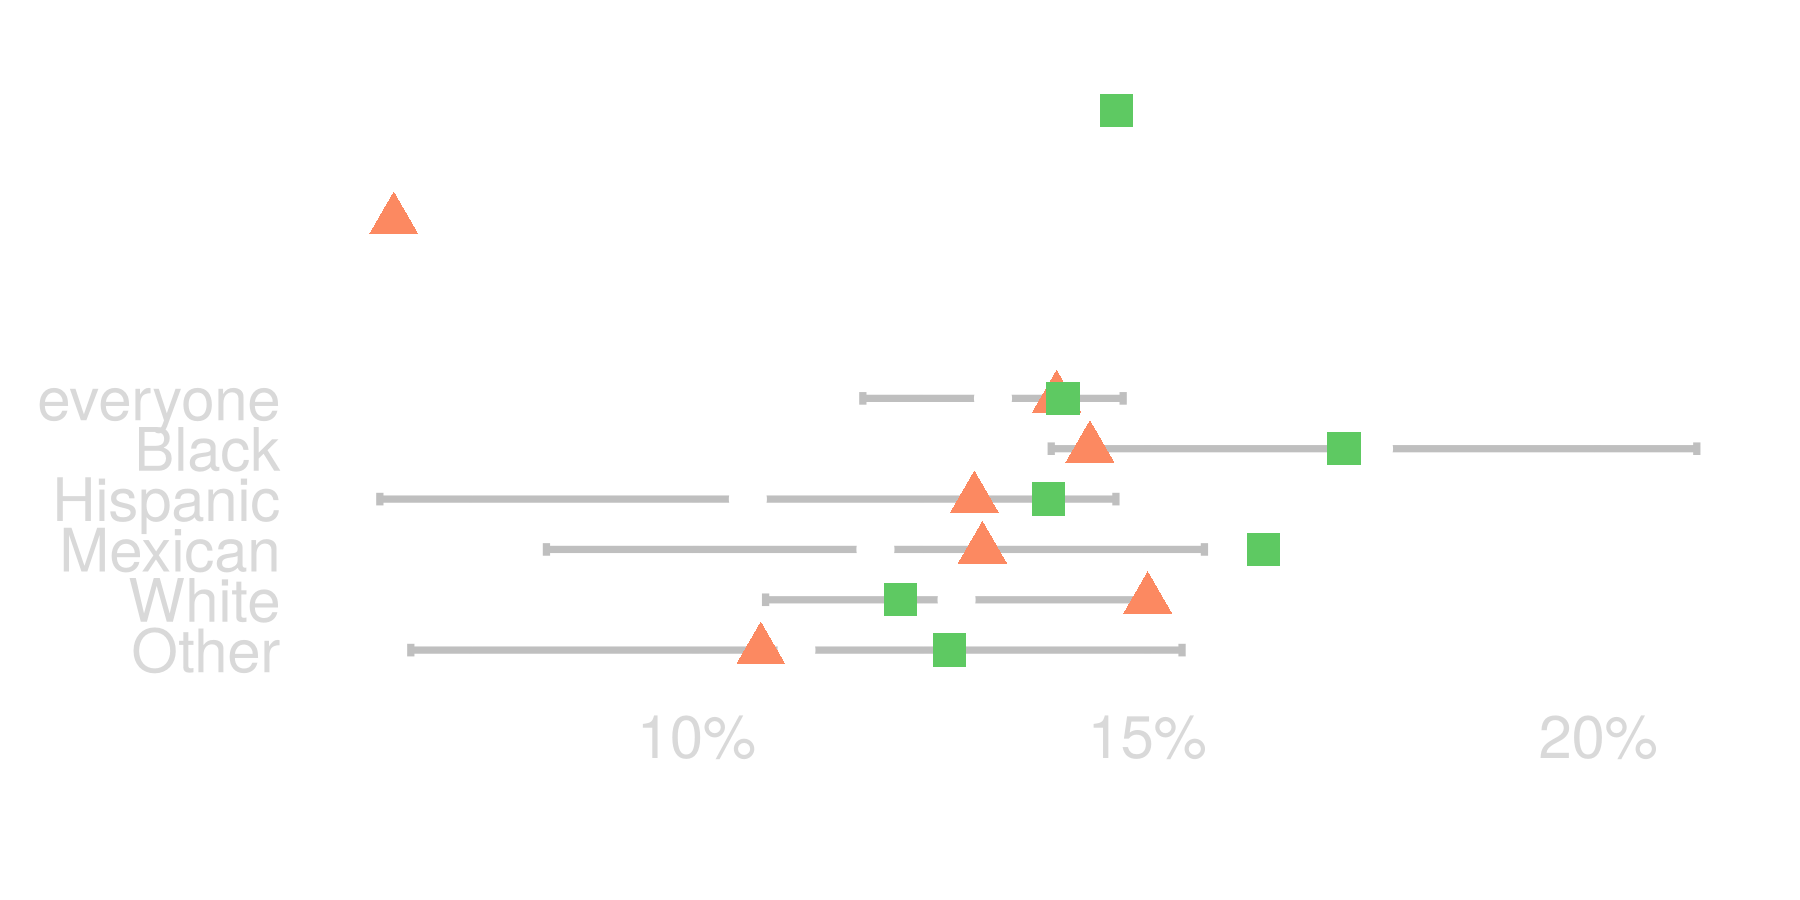 everyone
Black
Hispanic
Mexican
White
Other
10% 15% 20%